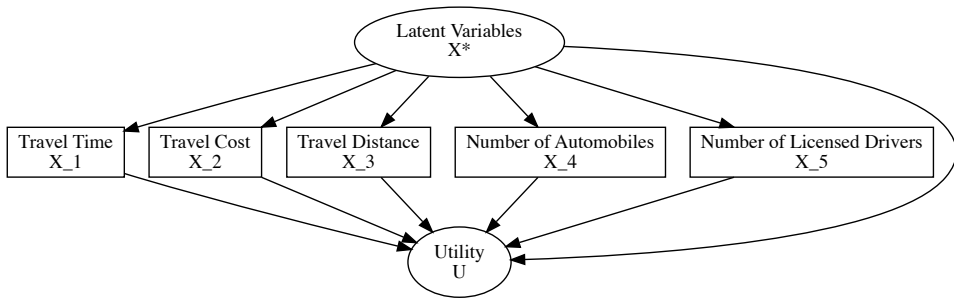 Latent Variables
X*
Travel Time
X_1
Travel Cost
X_2
Travel Distance
X_3
Number of Automobiles
X_4
Number of Licensed Drivers
X_5
Utility
U